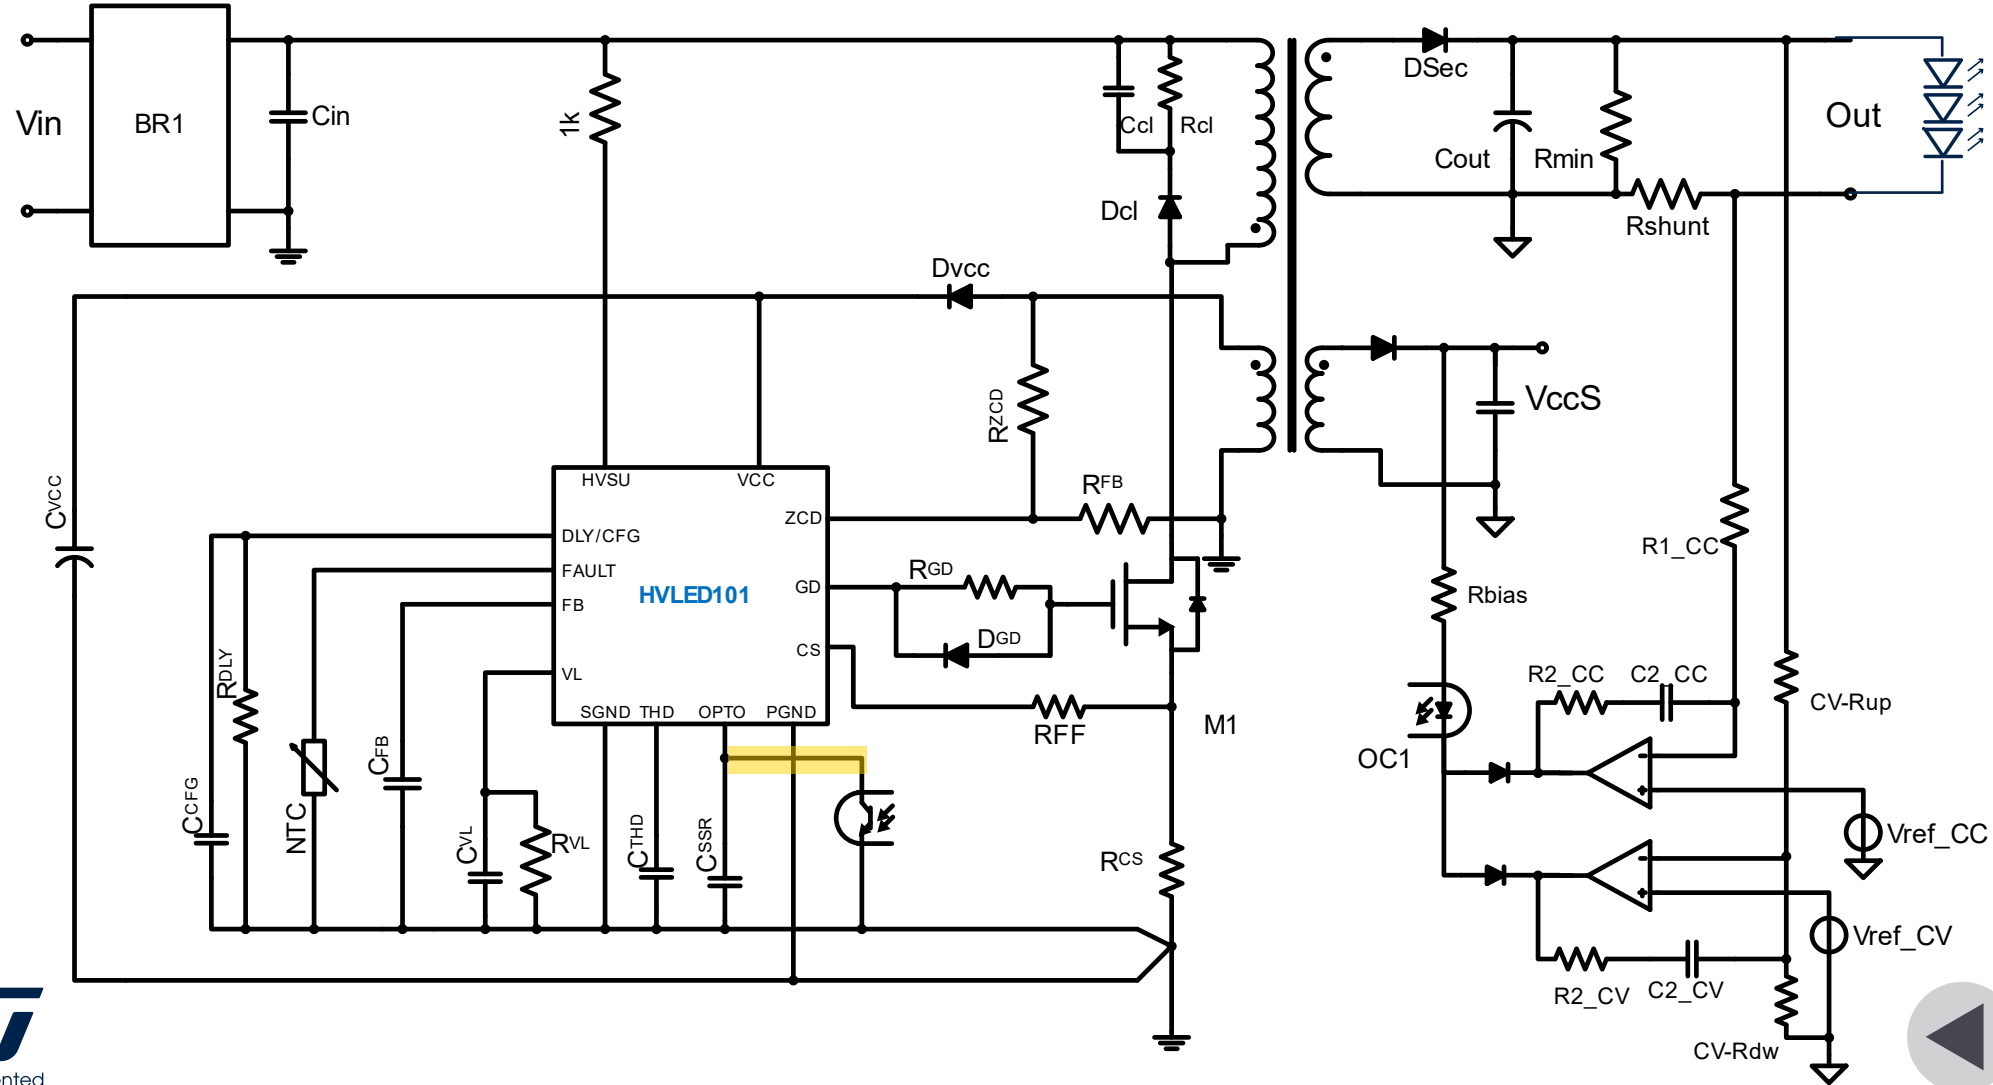 Vin
BR1
Cin
1k
Ccl
Rcl
Dcl
DSec
Cout
Rmin
Rshunt
Out
Dvcc
VccS
RZCD
RFB
CVCC
HVSU
VCC
ZCD
DLY/CFG
FAULT
FB
VL
GD
CS
HVLED101
SGND
THD
OPTO
PGND
RGD
DGD
RFF
M1
RDLY
CCFG
NTC
CFB
CVL
RVL
CTHD
CSSR
RCS
Rbias
OC1
R1_CC
R2_CC
C2_CC
CV-Rup
Vref_CC
Vref_CV
R2_CV
C2_CV
CV-Rdw
nted